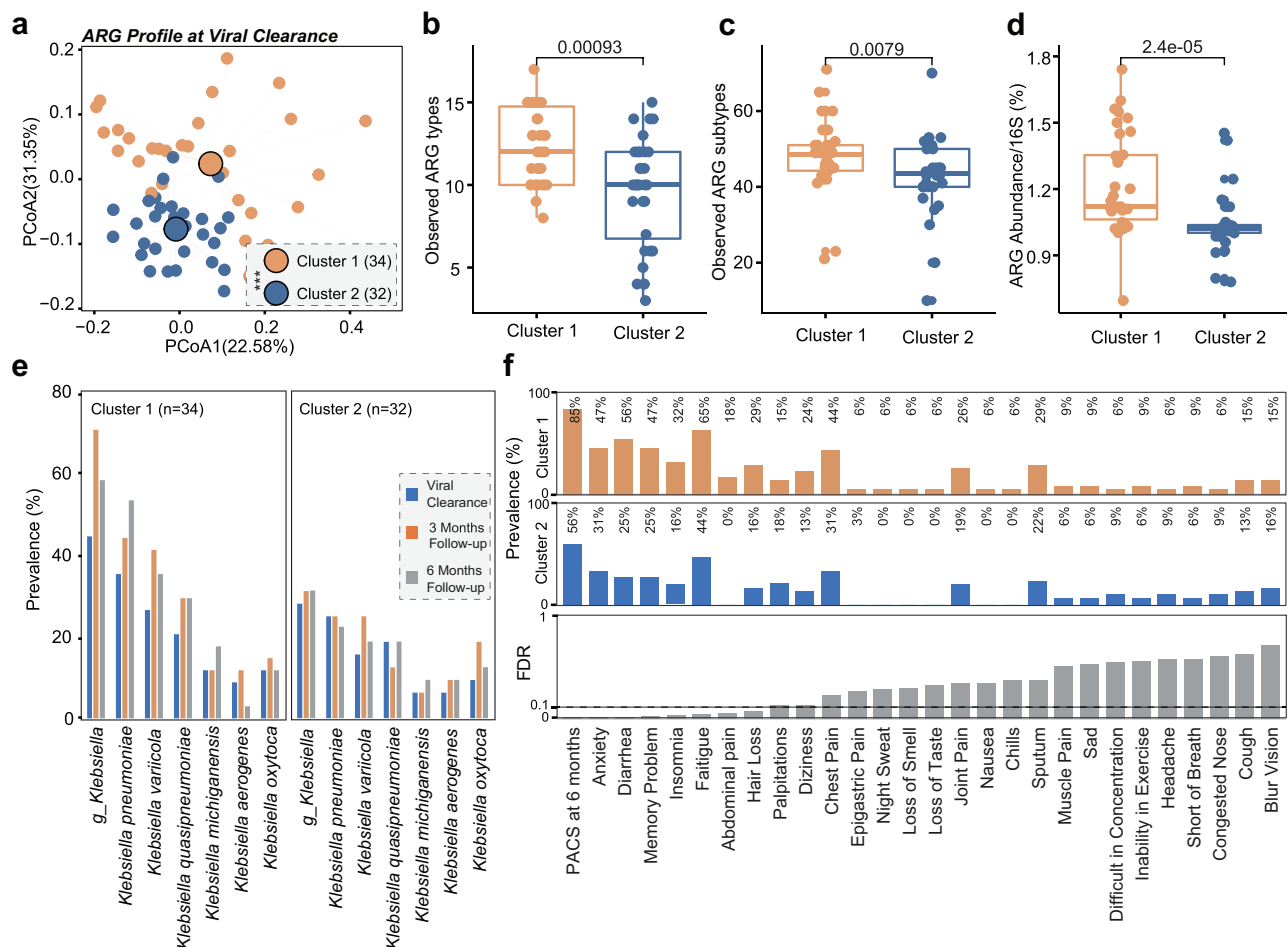 a
ARG Profile at Viral Clearance
0.2
0.1
0.0
−0.1
−0.2
PCoA2(31.35%)
−0.2
0.0
0.2
0.4
PCoA1(22.58%)
***
Cluster 1 (34)
Cluster 2 (32)
b
0.00093
Observed ARG types
15
10
5
Cluster 1
Cluster 2
c
0.0079
Observed ARG subtypes
60
40
20
Cluster 1
Cluster 2
d
2.4e-05
ARG Abundance/16S (%)
1.8
1.5
1.2
0.9
Cluster 1
Cluster 2
e
Prevalence (%)
80
60
40
20
0
Cluster 1 (n=34)
Cluster 2 (n=32)
Viral
Clearance
3 Months
Follow-up
6 Months
Follow-up
g_Klebsiella
Klebsiella pneumoniae
Klebsiella variicola
Klebsiella quasipneumoniae
Klebsiella michiganensis
Klebsiella aerogenes
Klebsiella oxytoca
g_Klebsiella
Klebsiella pneumoniae
Klebsiella variicola
Klebsiella quasipneumoniae
Klebsiella michiganensis
Klebsiella aerogenes
Klebsiella oxytoca
f
Prevalence (%)
Cluster 1
100
0
85% 47% 56% 47% 32% 65% 18% 29% 15% 24% 44% 6% 6% 6% 6% 26% 6% 6% 29% 9% 9% 6% 9% 6% 9% 6% 15% 15%
Cluster 2
100
0
56% 31% 25% 25% 16% 44% 0% 16% 18% 13% 31% 3% 0% 0% 0% 19% 0% 0% 22% 6% 6% 9% 6% 9% 6% 9% 13% 16%
FDR
1
0.1
0
PACS at 6 months
Anxiety
Diarrhea
Memory Problem
Insomnia
Faitigue
Abdominal pain
Hair Loss
Palpitations
Diziness
Chest Pain
Epigastric Pain
Night Sweat
Loss of Smell
Loss of Taste
Joint Pain
Nausea
Chills
Sputum
Muscle Pain
Sad
Difficult in Concentration
Inability in Exercise
Headache
Short of Breath
Congested Nose
Cough
Blur Vision